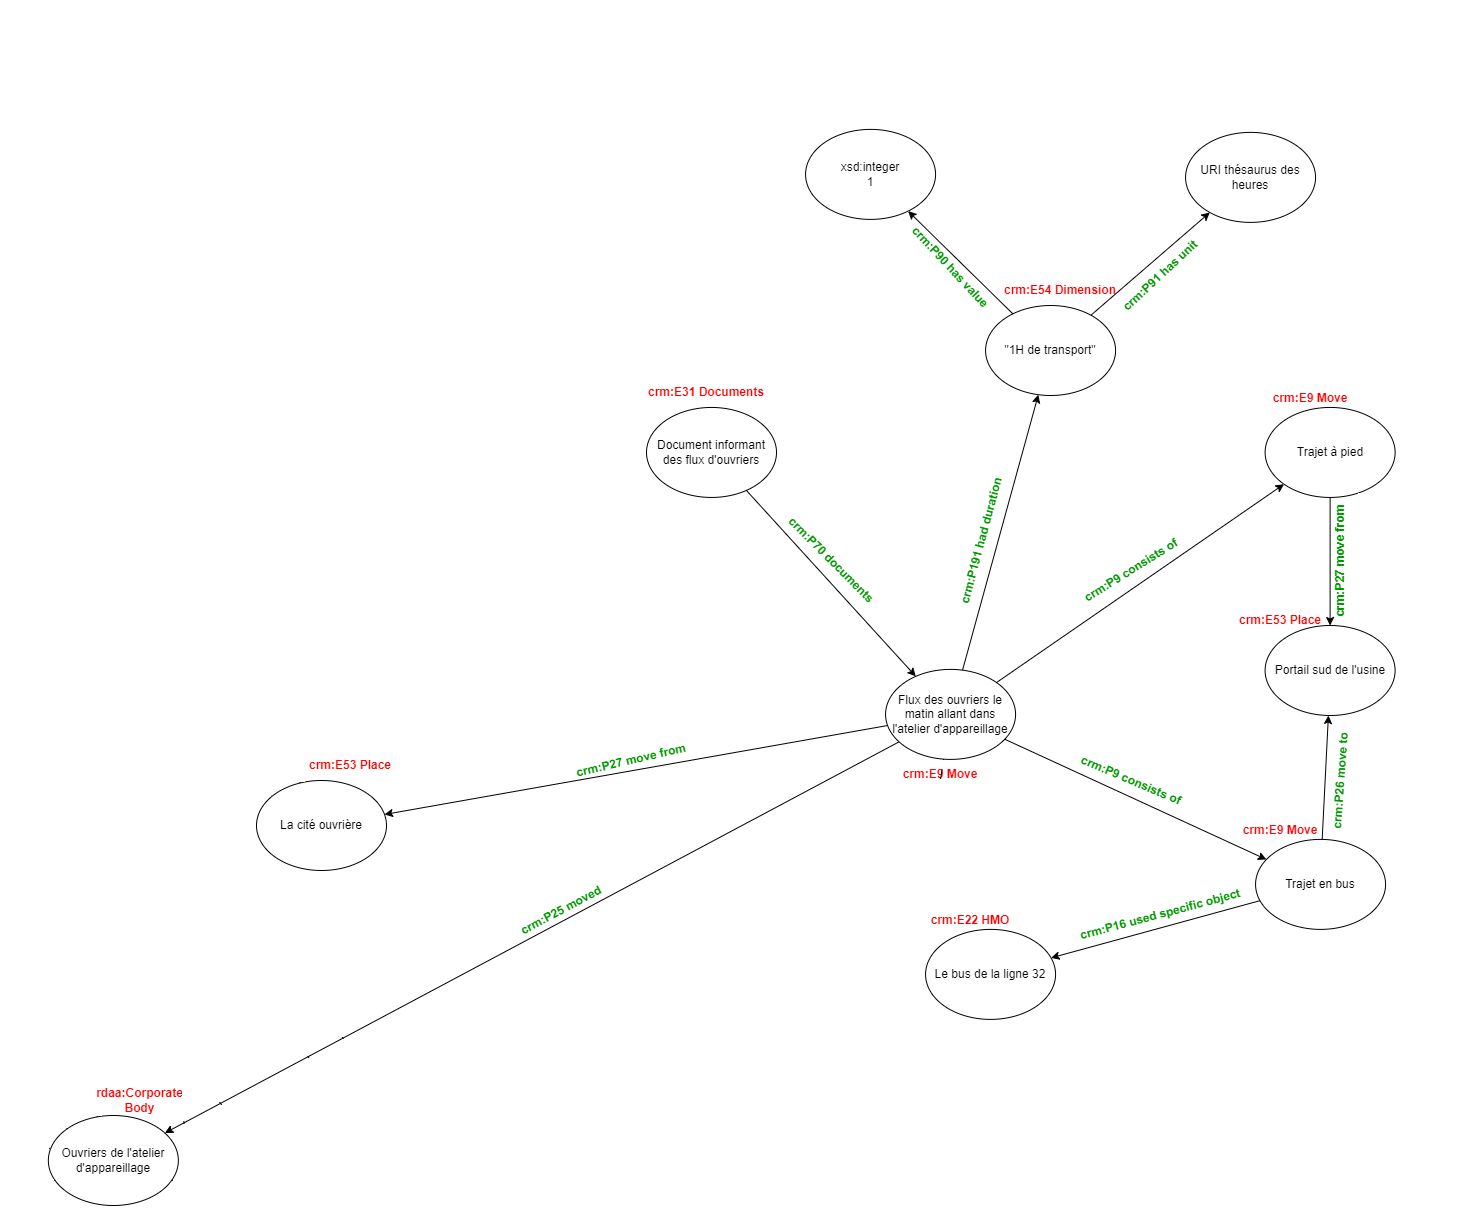 xsd:integer
1
URI thésaurus des
heures
crm:P90 has value
crm:P91 has unit
crm:E54 Dimension
"1H de transport"
crm:E31 Documents
Document informant
des flux d'ouvriers
crm:E9 Move
Trajet à pied
crm:P70 documents
crm:P191 had duration
crm:P9 consists of
crm:P27 move from
crm:E53 Place
Portail sud de l'usine
Flux des ouvriers le
matin allant dans
l'atelier d'appareillage
crm:E9 Move
crm:P27 move from
crm:E53 Place
La cité ouvrière
crm:P9 consists of
crm:P26 move to
crm:E9 Move
Trajet en bus
crm:P25 moved
crm:P16 used specific object
crm:E22 HMO
Le bus de la ligne 32
rdaa:Corporate
Body
Ouvriers de l'atelier
d'appareillage